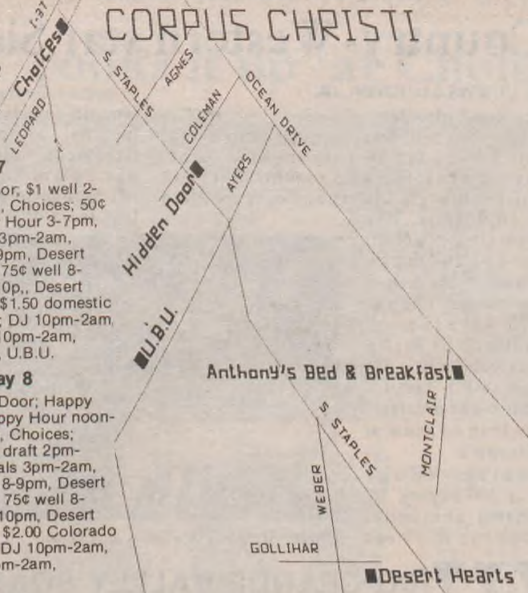 CORPUS CHRISTI
I-37
Choices
LEOPARD
S. STAPLES
AGNES
COLEMAN
OCEAN DRIVE
AYERS
Hidden Door
U.B.U.
Anthony's Bed & Breakfast
S STAPLES
MONTCLAIR
WEBER
GOLLIHAR
Desert Hearts
7
oor; $1 well 2-
, Choices; 50¢
Hour 3-7pm,
3pm-2am,
9pm, Desert
75¢ well 8-
0p,, Desert
$1.50 domestic
; DJ 10pm-2am,
0pm-2am,
, U.B.U.
ay 8
Door; Happy
ppy Hour noon-
, Choices;
draft 2pm-
als 3pm-2am,
8-9pm, Desert
75¢ well 8-
10pm, Desert
$2.00 Colorado
DJ 10pm-2am,
m-2am,